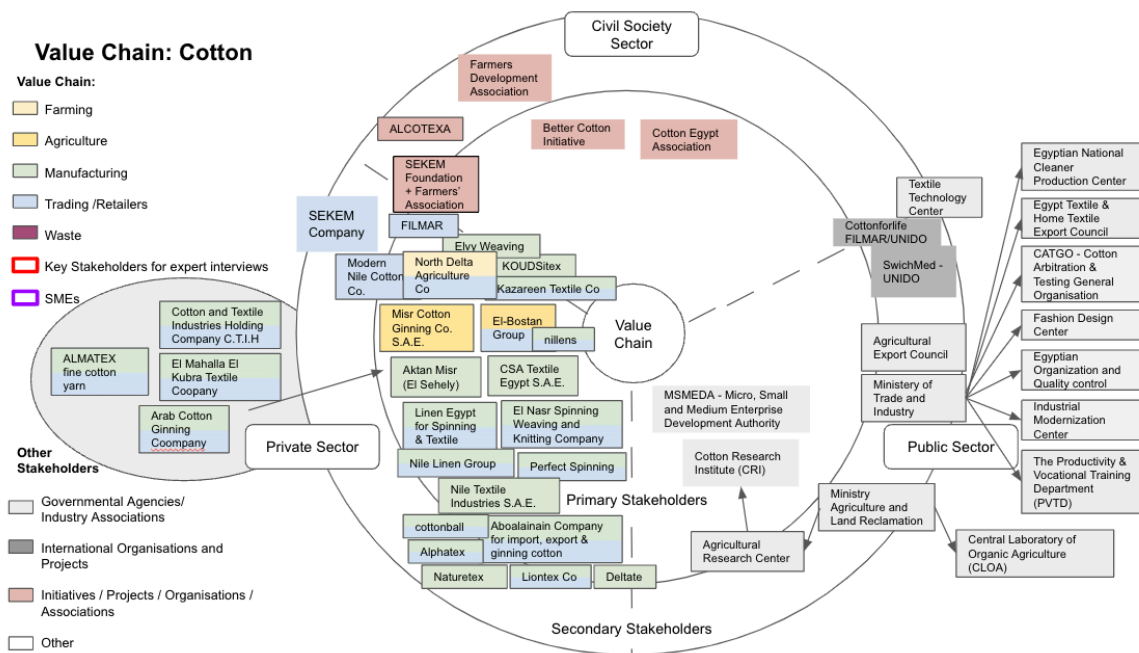 Value Chain: Cotton
Value Chain:
Farming
Agriculture
Manufacturing
Trading /Retailers
Waste
Key Stakeholders for expert interviews
SMEs
Cotton and Textile
Industries Holding
Company C.T.I.H
ALMATEX
fine cotton
yarn
El Mahalla El
Kubra Textile
Coopany
Arab Cotton
Ginning
Coompany
Other
Stakeholders
Governmental Agencies/
Industry Associations
International Organisations and
Projects
Initiatives / Projects / Organisations /
Associations
Other
Civil Society
Sector
Farmers
Development
Association
ALCOTEXA
Better Cotton
Initiative
Cotton Egypt
Association
SEKEM
Foundation
+ Farmers'
Association
SEKEM
Company
FILMAR
Elvy Weaving
Modern
Nile Cotton
Co.
North Delta
Agriculture
Co
KOUDSitex
Kazareen Textile Co
Misr Cotton
Ginning Co.
S.A.E.
El-Bostan
Group
nillens
Value
Chain
Aktan Misr
(El Sehely)
CSA Textile
Egypt S.A.E.
Linen Egypt
for Spinning
& Textile
El Nasr Spinning
Weaving and
Knitting Company
Private Sector
Nile Linen Group
Perfect Spinning
Nile Textile
Industries S.A.E.
Primary Stakeholders
cottonball
Aboalainain Company
for import, export &
ginning cotton
Alphatex
Naturetex
Liontex Co
Deltate
Secondary Stakeholders
Textile
Technology
Center
Cottonforlife
FILMAR/UNIDO
SwichMed -
UNIDO
Agricultural
Export Council
Ministry of
Trade and
Industry
MSMEDA - Micro, Small
and Medium Enterprise
Development Authority
Public Sector
Cotton Research
Institute (CRI)
Ministry
Agriculture and
Land Reclamation
Agricultural
Research Center
Central Laboratory of
Organic Agriculture
(CLOA)
Egyptian National
Cleaner
Production Center
Egypt Textile &
Home Textile
Export Council
CATGO - Cotton
Arbitration &
Testing General
Organisation
Fashion Design
Center
Egyptian
Organization and
Quality control
Industrial
Modernization
Center
The Productivity &
Vocational Training
Department
(PVTD)